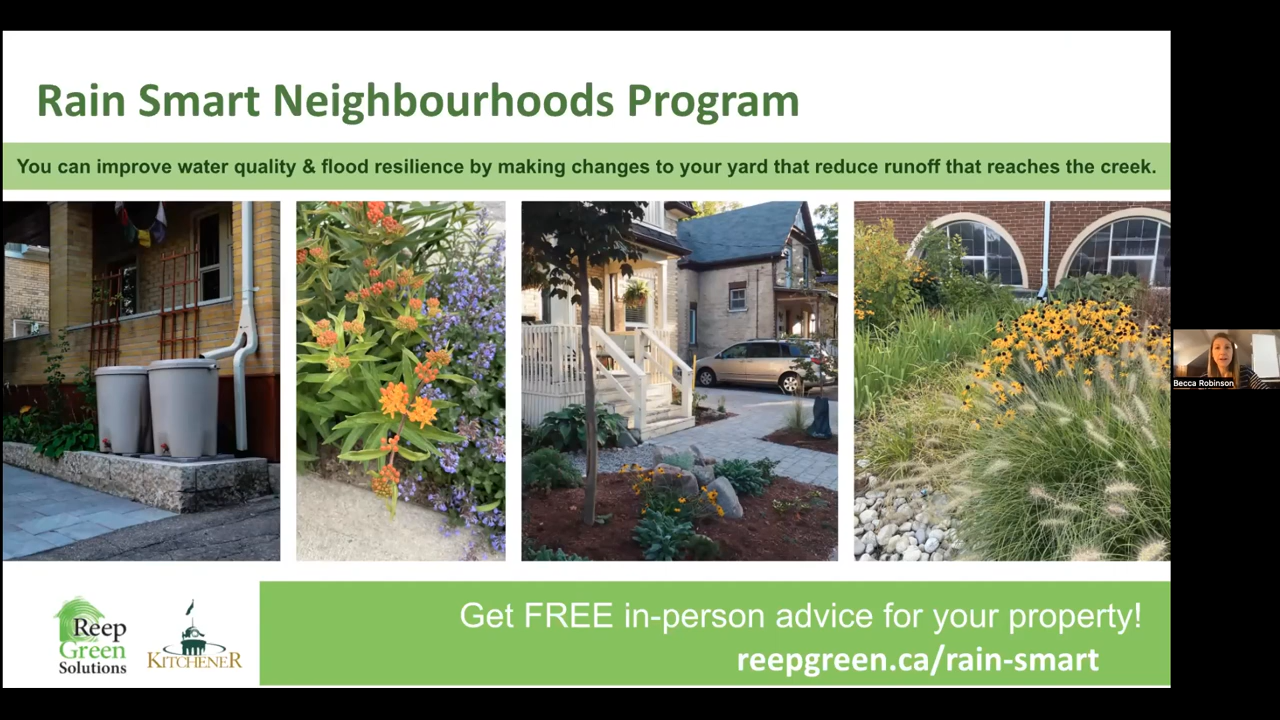 Rain Smart Neighbourhoods Program
You can improve water quality & flood resilience by making changes to your yard that reduce runoff that reaches the creek.
Becca Robinson
Get FREE in-person advice for your property!
reepgreen.ca/rain-smart
Reep
Green
Solutions
KITCHENER